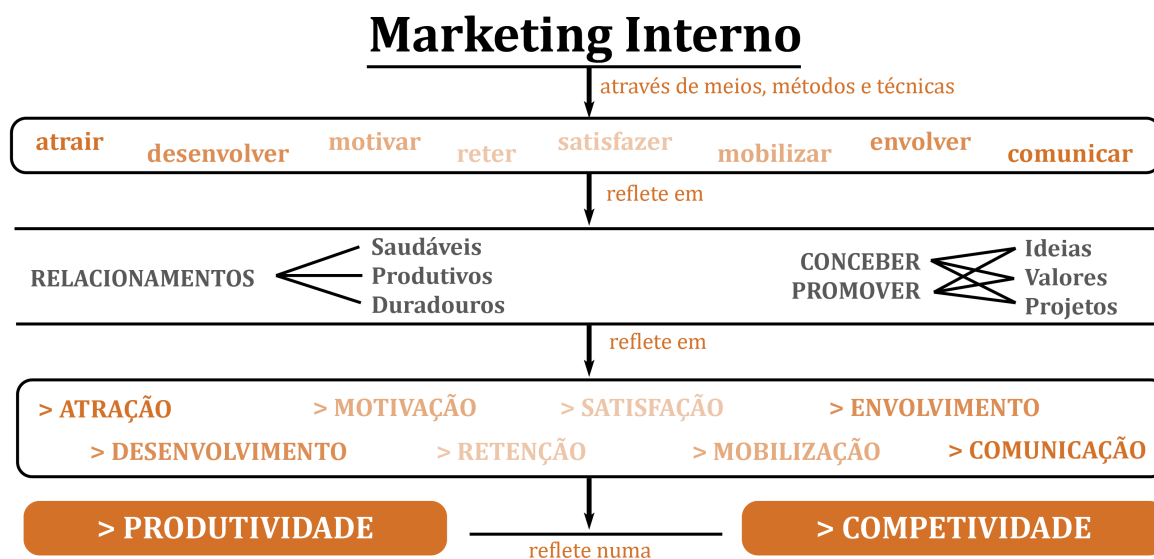 Marketing Interno
através de meios, métodos e técnicas
atrair desenvolver motivar reter satisfazer mobilizar envolver comunicar
reflete em
RELACIONAMENTOS
Saudáveis
Produtivos
Duradouros
CONCEBER
PROMOVER
Ideias
Valores
Projetos
reflete em
> ATRAÇÃO > MOTIVAÇÃO > SATISFAÇÃO > ENVOLVIMENTO
> DESENVOLVIMENTO > RETENÇÃO > MOBILIZAÇÃO > COMUNICAÇÃO
> PRODUTIVIDADE
reflete numa
> COMPETIVIDADE